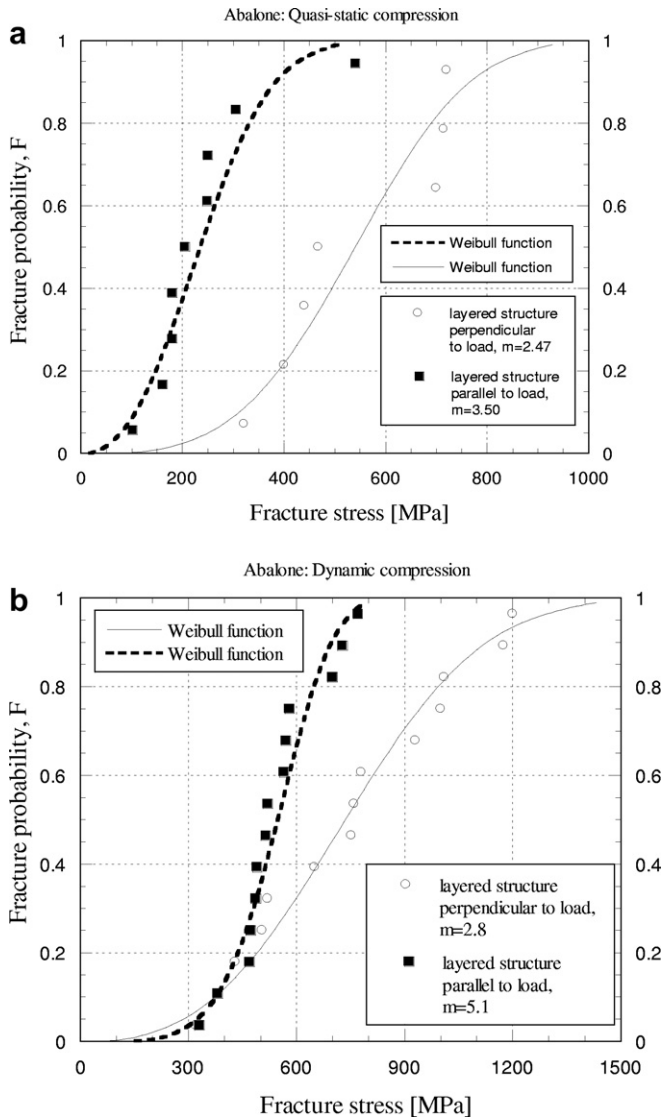 a
Abalone: Quasi-static compression
1
0.8
0.6
0.4
0.2
0
1
0.8
0.6
0.4
0.2
0
Fracture probability, F
Weibull function
Weibull function
layered structure
perpendicular
to load, m=2.47
layered structure
parallel to load,
m=3.50
0 200 400 600 800 1000
Fracture stress [MPa]
b
Abalone: Dynamic compression
1
0.8
0.6
0.4
0.2
0
1
0.8
0.6
0.4
0.2
0
Fracture probability, F
Weibull function
Weibull function
layered structure
perpendicular to load,
m=2.8
layered structure
parallel to load,
m=5.1
0 300 600 900 1200 1500
Fracture stress [MPa]